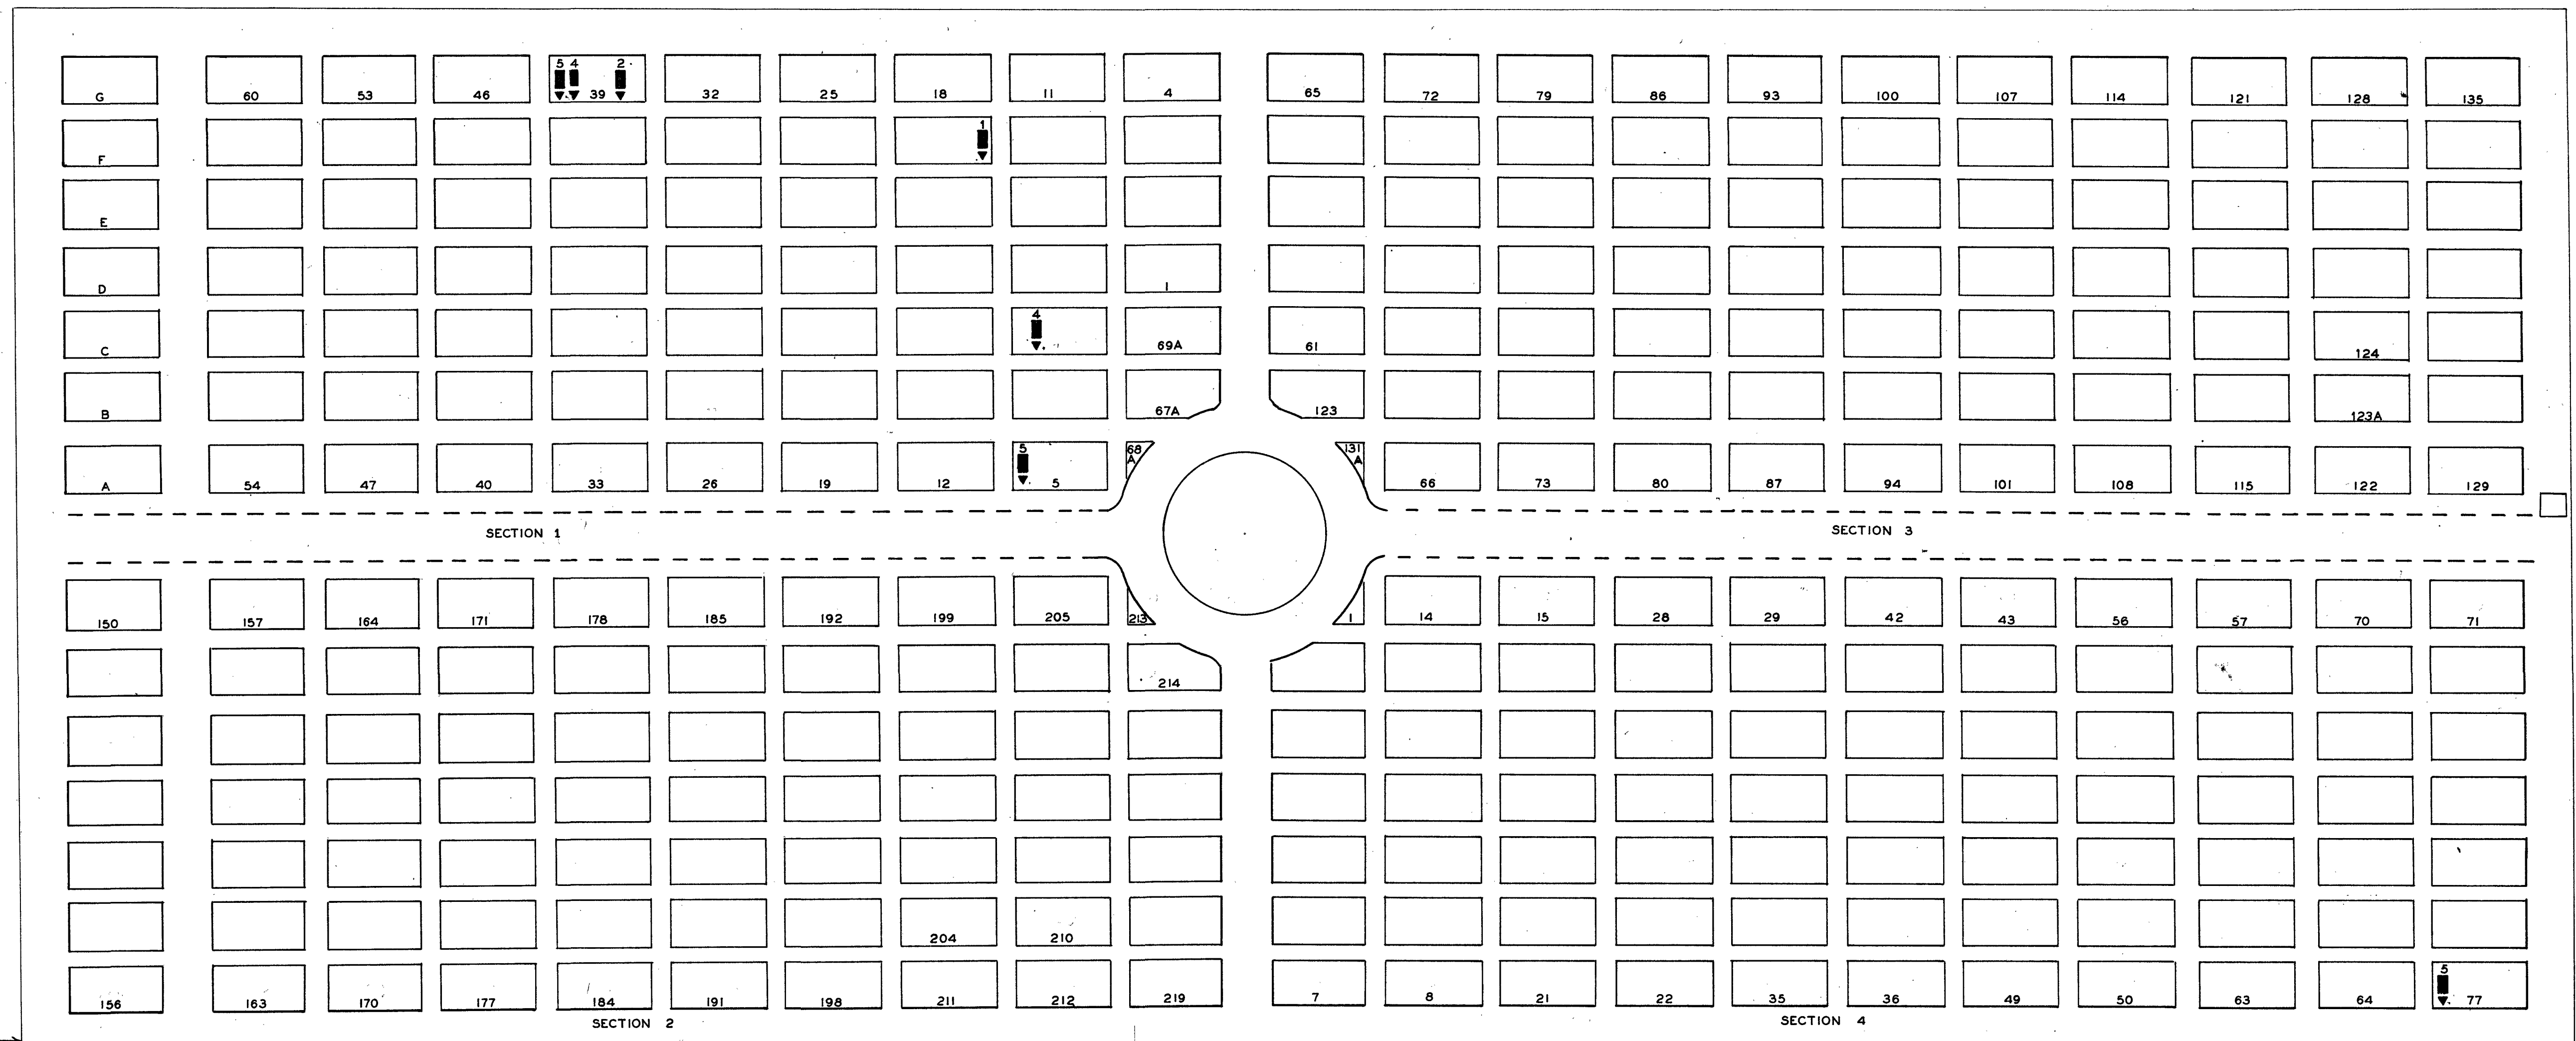 5 4 2
G 60 53 46 39 32 25 18 11 4 65 72 79 86 93 100 107 114 121 128 135
1
F
E
D 1
4
C 69A 61 124
B 67A 123 123A
68 A 131 A
5
A 54 47 40 33 26 19 12 5 66 73 80 87 94 101 108 115 122 129
SECTION 1 SECTION 3
150 157 164 171 178 185 192 199 205 213 1 14 15 28 29 42 43 56 57 70 71
214
204 210
5
156 163 170 177 184 191 198 211 212 219 7 8 21 22 35 36 49 50 63 64 77
SECTION 2 SECTION 4